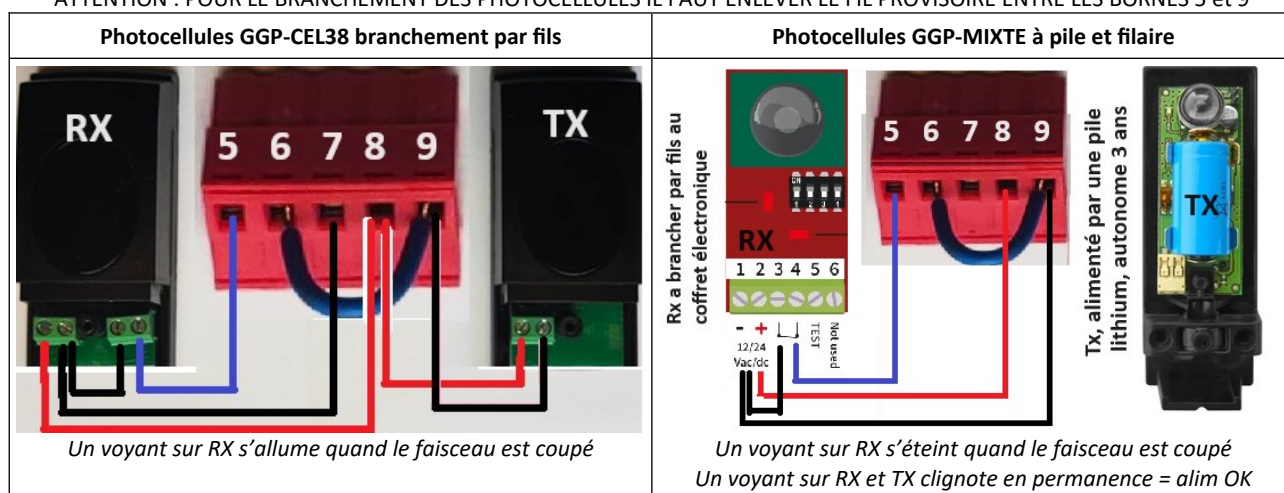 ATTENTION : POUR LE BRANCHEMENT DES PHOTOCELLULES IL FAUT ENLEVER LE FIL PROVISOIRE ENTRE LES BORNES 5 et 9
Photocellules GGP-CEL38 branchement par fils
RX
5 6 7 8 9
TX
Un voyant sur RX s’allume quand le faisceau est coupé
Photocellules GGP-MIXTE à pile et filaire
Rx a brancher par fils au
coffret électronique
ON
1 2 3 4
RX
1 2 3 4 5 6
- +
12/24
Vac/dc
TEST
Not used
5 6 7 8 9
Tx, alimenté par une pile
lithium, autonome 3 ans
TX
Un voyant sur RX s’éteint quand le faisceau est coupé
Un voyant sur RX et TX clignote en permanence = alim OK